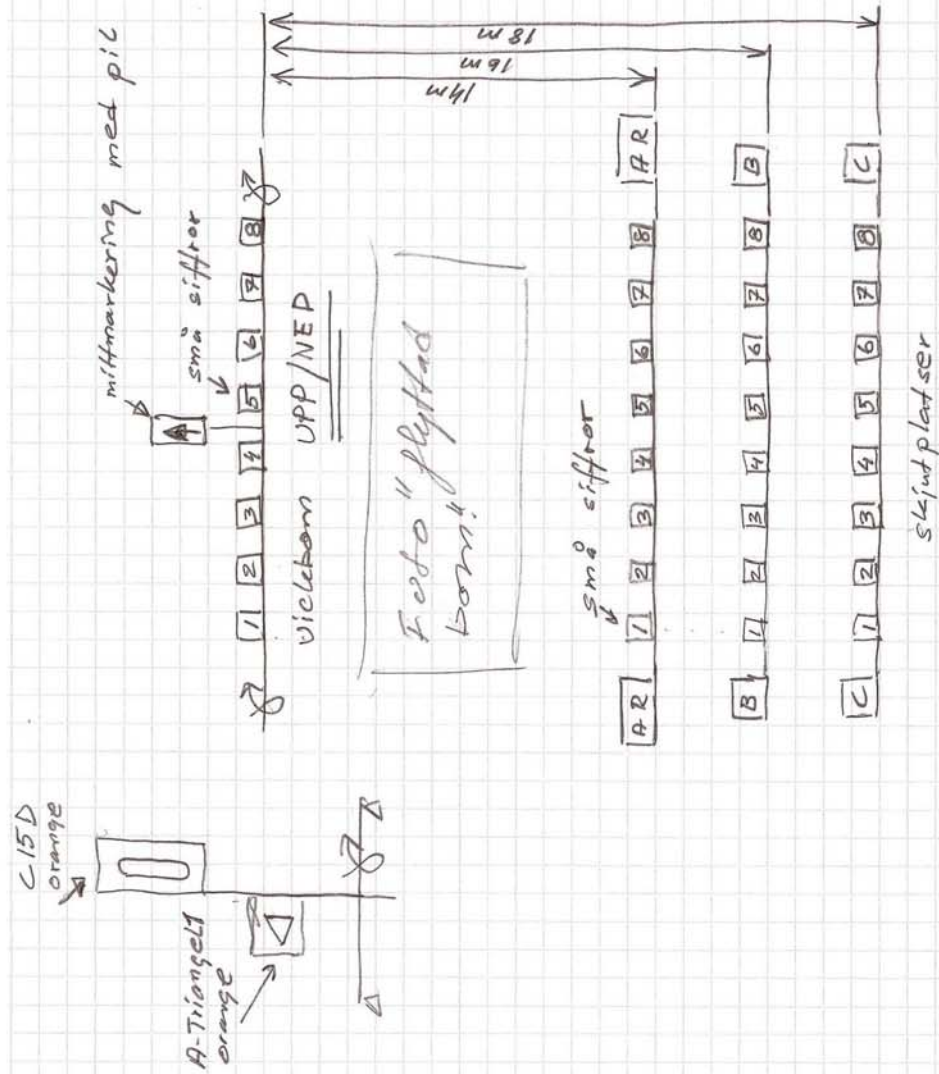 C15D
orange
A-Triangel1
orange
mittmarkering med pil
små siffror
1 2 3 4 5 6 7 8
Vickbom UPP/NED
Foto "flyttad
bom"
små siffror
AR 1 2 3 4 5 6 7 8 AR
14m
B 1 2 3 4 5 6 7 8 B
16m
C 1 2 3 4 5 6 7 8 C
18m
skjutplatser